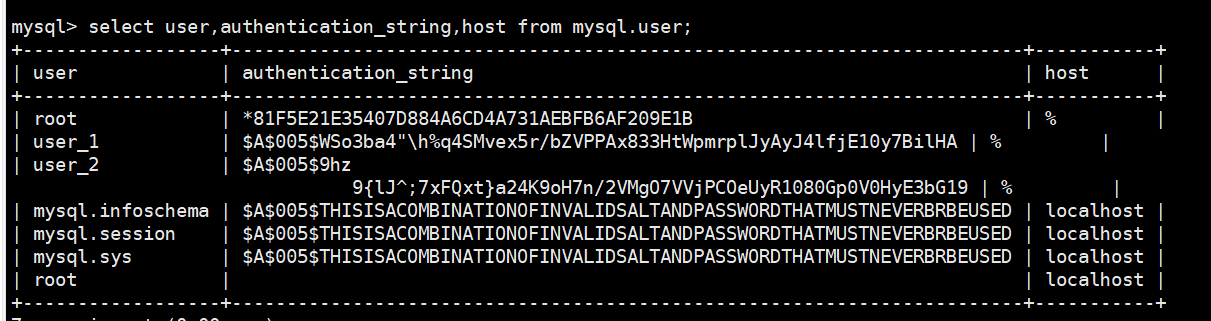 mysql> select user,authentication_string,host from mysql.user;
+------------------+------------------------------------------------------------------------+-----------+
| user             | authentication_string                                                  | host      |
+------------------+------------------------------------------------------------------------+-----------+
| root             | *81F5E21E35407D884A6CD4A731AEBFB6AF209E1B                              | %         |
| user_1           | $A$005$WSo3ba4"\h%q4SMvex5r/bZVPPAx833HtWpmrplJyAyJ4lfjE10y7BilHA | %         |
| user_2           | $A$005$9hz
9{lJ^;7xFQxt}a24K9oH7n/2VMgO7VVjPCOeUyR1080Gp0V0HyE3bG19 | %         |
| mysql.infoschema | $A$005$THISISACOMBINATIONOFINVALIDSALTANDPASSWORDTHATMUSTNEVERBRBEUSED | localhost |
| mysql.session    | $A$005$THISISACOMBINATIONOFINVALIDSALTANDPASSWORDTHATMUSTNEVERBRBEUSED | localhost |
| mysql.sys        | $A$005$THISISACOMBINATIONOFINVALIDSALTANDPASSWORDTHATMUSTNEVERBRBEUSED | localhost |
| root             |                                                                        | localhost |
+------------------+------------------------------------------------------------------------+-----------+